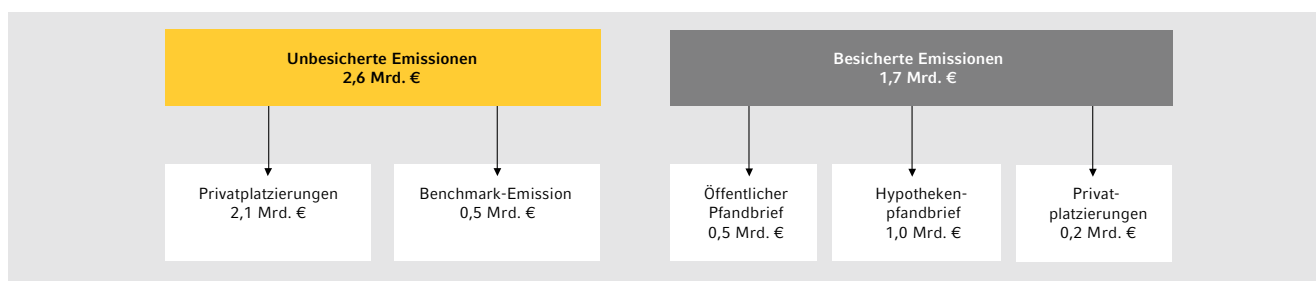 Unbesicherte Emissionen
2,6 Mrd. €
Besicherte Emissionen
1,7 Mrd. €
Privatplatzierungen
2,1 Mrd. €
Benchmark-Emission
0,5 Mrd. €
Öffentlicher
Pfandbrief
0,5 Mrd. €
Hypotheken-
pfandbrief
1,0 Mrd. €
Privat-
platzierungen
0,2 Mrd. €